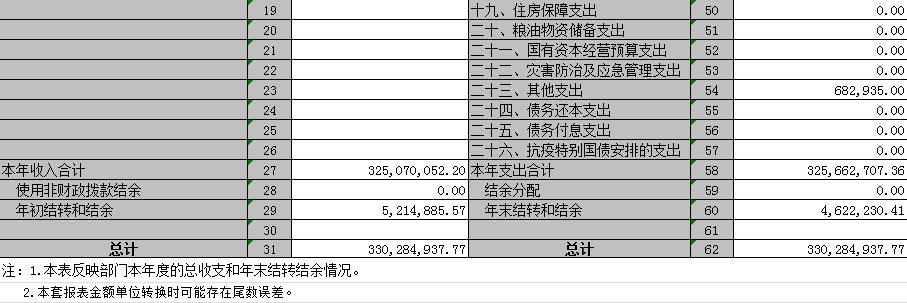 19 十九、住房保障支出 50 0.00
20 二十、粮油物资储备支出 51 0.00
21 二十一、国有资本经营预算支出 52 0.00
22 二十二、灾害防治及应急管理支出 53 0.00
23 二十三、其他支出 54 682,935.00
24 二十四、债务还本支出 55 0.00
25 二十五、债务付息支出 56 0.00
26 二十六、抗疫特别国债安排的支出 57 0.00
本年收入合计 27 325,070,052.20 本年支出合计 58 325,662,707.36
使用非财政拨款结余 28 0.00 结余分配 59 0.00
年初结转和结余 29 5,214,885.57 年末结转和结余 60 4,622,230.41
30 61
总计 31 330,284,937.77 总计 62 330,284,937.77
注：1.本表反映部门本年度的总收支和年末结转结余情况。
2.本套报表金额单位转换时可能存在尾数误差。